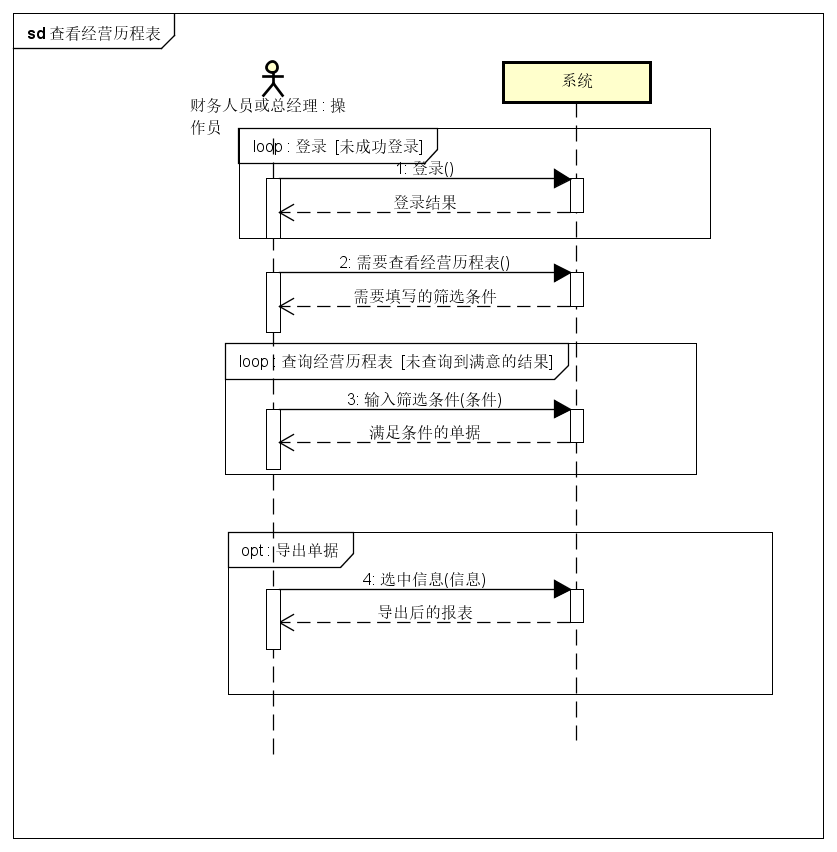 sd 查看经营历程表
系统
财务人员或总经理 : 操
作员
loop : 登录 [未成功登录]
1: 登录()
登录结果
2: 需要查看经营历程表()
需要填写的筛选条件
loop : 查询经营历程表 [未查询到满意的结果]
3: 输入筛选条件(条件)
满足条件的单据
opt : 导出单据
4: 选中信息(信息)
导出后的报表